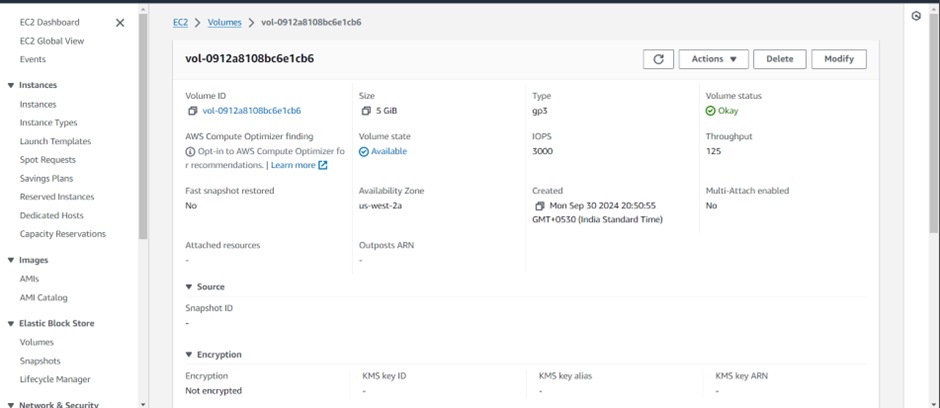 EC2 Dashboard
EC2 Global View
Events
Instances
Instances
Instance Types
Launch Templates
Spot Requests
Savings Plans
Reserved Instances
Dedicated Hosts
Capacity Reservations
Images
AMIs
AMI Catalog
Elastic Block Store
Volumes
Snapshots
Lifecycle Manager
Network & Security
EC2 > Volumes > vol-0912a8108bc6e1cb6
vol-0912a8108bc6e1cb6
Actions
Delete
Modify
Volume ID
vol-0912a8108bc6e1cb6
Size
5 GiB
Type
gp3
Volume status
Okay
AWS Compute Optimizer finding
Opt-in to AWS Compute Optimizer fo
r recommendations. | Learn more
Volume state
Available
IOPS
3000
Throughput
125
Fast snapshot restored
No
Availability Zone
us-west-2a
Created
Mon Sep 30 2024 20:50:55
GMT+0530 (India Standard Time)
Multi-Attach enabled
No
Attached resources
-
Outposts ARN
-
Source
Snapshot ID
-
Encryption
Encryption
Not encrypted
KMS key ID
-
KMS key alias
-
KMS key ARN
-